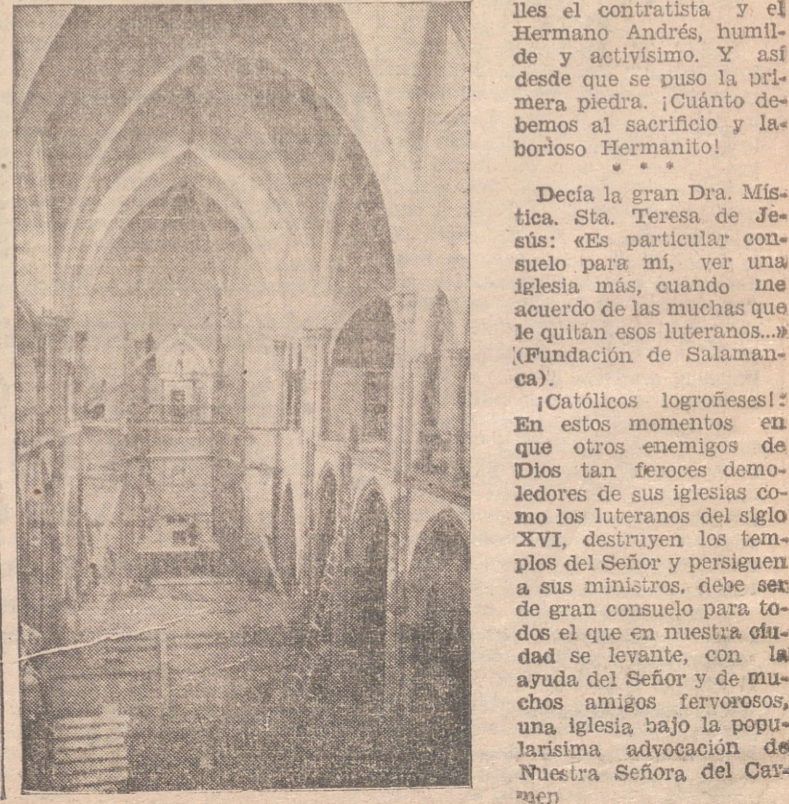 lles el contratista y el
Hermano Andrés, humil-
de y activísimo. Y así
desde que se puso la pri-
mera piedra. ¡Cuánto de-
bemos al sacrificio y la-
borioso Hermanito!
* * *
Decía la gran Dra. Mís-
tica. Sta. Teresa de Je-
sús: «Es particular con-
suelo para mí, ver una
iglesia más, cuando me
acuerdo de las muchas que
le quitan esos luteranos...»
(Fundación de Salaman-
ca).
¡Católicos logroñeses!:
En estos momentos en
que otros enemigos de
Dios tan feroces demo-
ledores de sus iglesias co-
mo los luteranos del siglo
XVI, destruyen los tem-
plos del Señor y persiguen
a sus ministros, debe ser
de gran consuelo para to-
dos el que en nuestra ciu-
dad se levante, con la
ayuda del Señor y de mu-
chos amigos fervorosos,
una iglesia bajo la popu-
larísima advocación de
Nuestra Señora del Car-
men